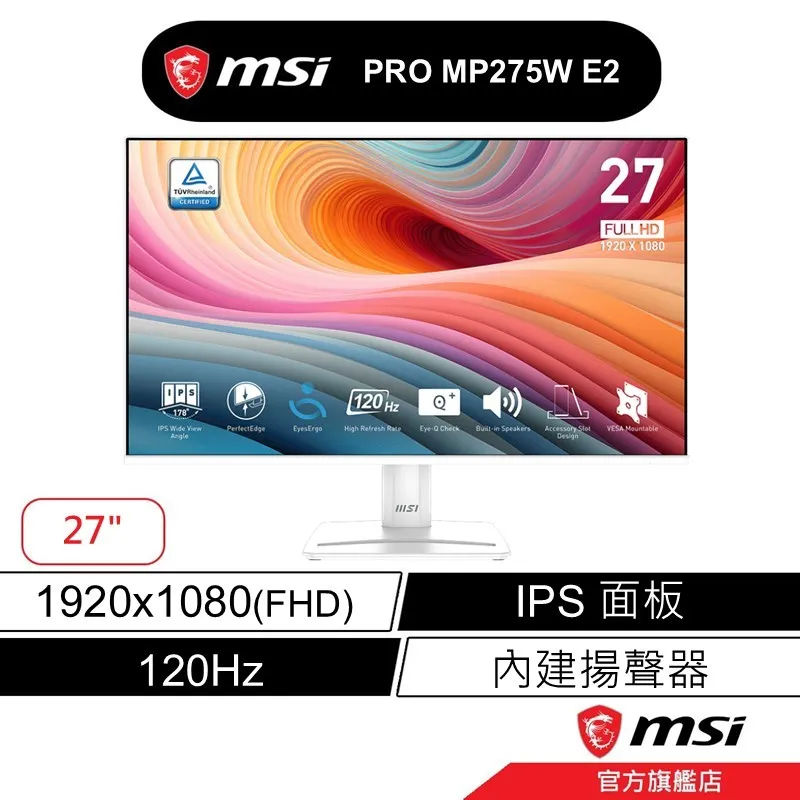 msi PRO MP275W E2
TÜVRheinland
CERTIFIED
27
FULL HD
1920 X 1080
IPS
178°
120Hz
Q+
IPS Wide View Angle
PerfectEdge
EyesErgo
High Refresh Rate
Eye-Q Check
Built-in Speakers
Accessory Slot Design
VESA Mountable
msi
27"
1920x1080(FHD)
IPS 面板
120Hz
內建揚聲器
msi
官方旗艦店